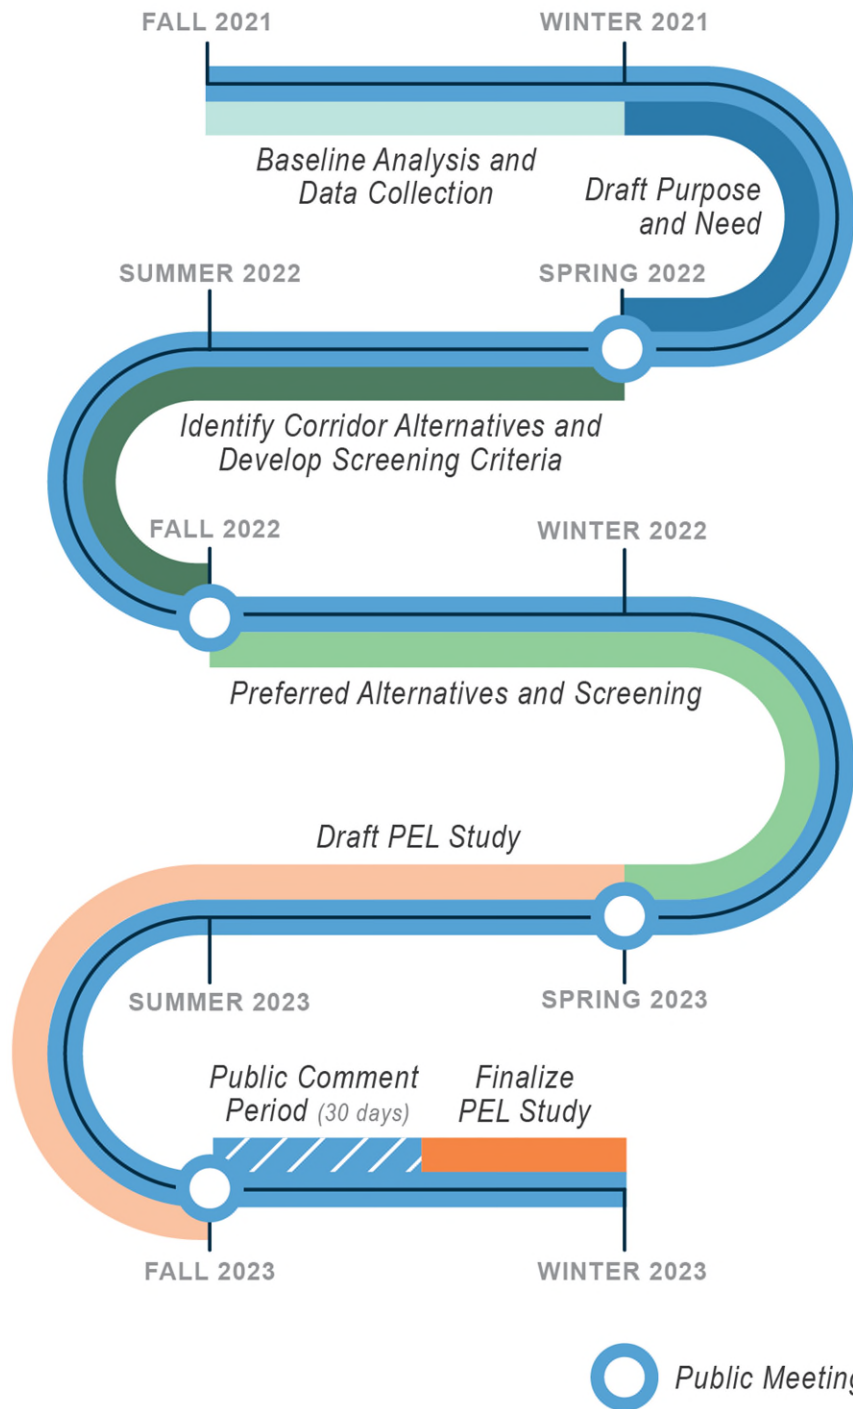 FALL 2021
WINTER 2021
Baseline Analysis and
Data Collection
Draft Purpose
and Need
SUMMER 2022
SPRING 2022
Identify Corridor Alternatives and
Develop Screening Criteria
FALL 2022
WINTER 2022
Preferred Alternatives and Screening
Draft PEL Study
SUMMER 2023
SPRING 2023
Public Comment
Period (30 days)
Finalize
PEL Study
FALL 2023
WINTER 2023
Public Meeting